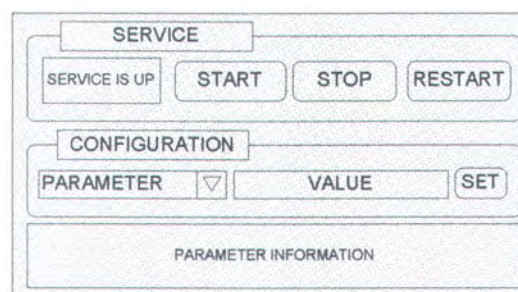 SERVICE
SERVICE IS UP START STOP RESTART
CONFIGURATION
PARAMETER VALUE SET
PARAMETER INFORMATION